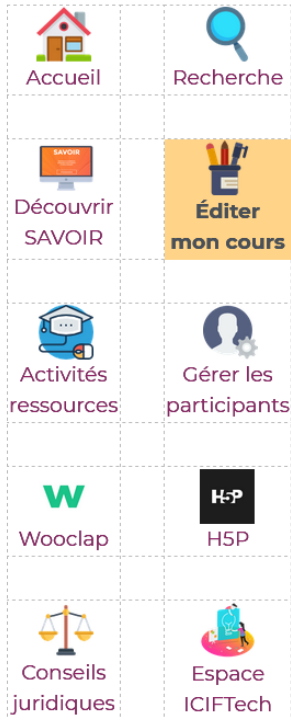 Accueil
Recherche
SAVOIR
Découvrir
SAVOIR
Éditer
mon cours
Activités
ressources
Gérer les
participants
W
Wooclap
H5P
H5P
Conseils
juridiques
Espace
ICIFTech